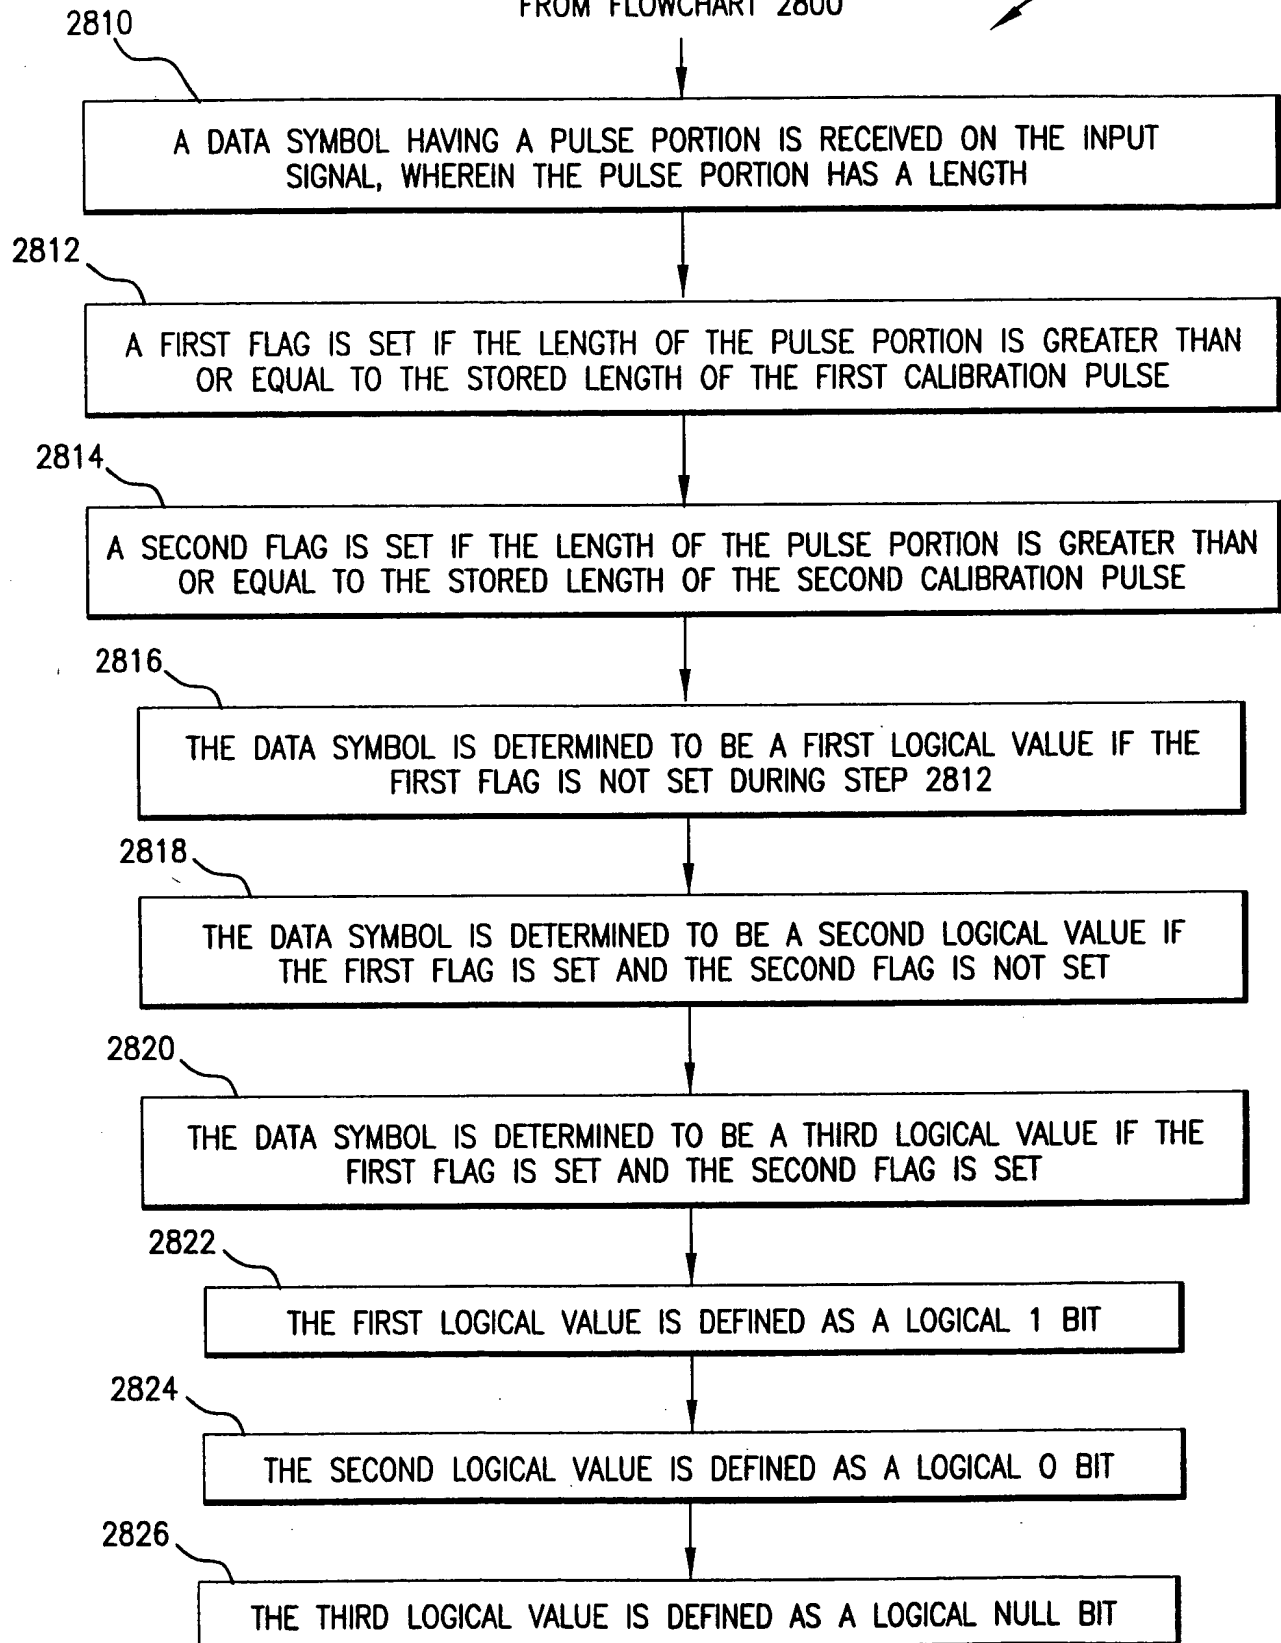 FROM FLOWCHART 2800
2810
A DATA SYMBOL HAVING A PULSE PORTION IS RECEIVED ON THE INPUT
SIGNAL, WHEREIN THE PULSE PORTION HAS A LENGTH
2812
A FIRST FLAG IS SET IF THE LENGTH OF THE PULSE PORTION IS GREATER THAN
OR EQUAL TO THE STORED LENGTH OF THE FIRST CALIBRATION PULSE
2814
A SECOND FLAG IS SET IF THE LENGTH OF THE PULSE PORTION IS GREATER THAN
OR EQUAL TO THE STORED LENGTH OF THE SECOND CALIBRATION PULSE
2816
THE DATA SYMBOL IS DETERMINED TO BE A FIRST LOGICAL VALUE IF THE
FIRST FLAG IS NOT SET DURING STEP 2812
2818
THE DATA SYMBOL IS DETERMINED TO BE A SECOND LOGICAL VALUE IF
THE FIRST FLAG IS SET AND THE SECOND FLAG IS NOT SET
2820
THE DATA SYMBOL IS DETERMINED TO BE A THIRD LOGICAL VALUE IF THE
FIRST FLAG IS SET AND THE SECOND FLAG IS SET
2822
THE FIRST LOGICAL VALUE IS DEFINED AS A LOGICAL 1 BIT
2824
THE SECOND LOGICAL VALUE IS DEFINED AS A LOGICAL 0 BIT
2826
THE THIRD LOGICAL VALUE IS DEFINED AS A LOGICAL NULL BIT